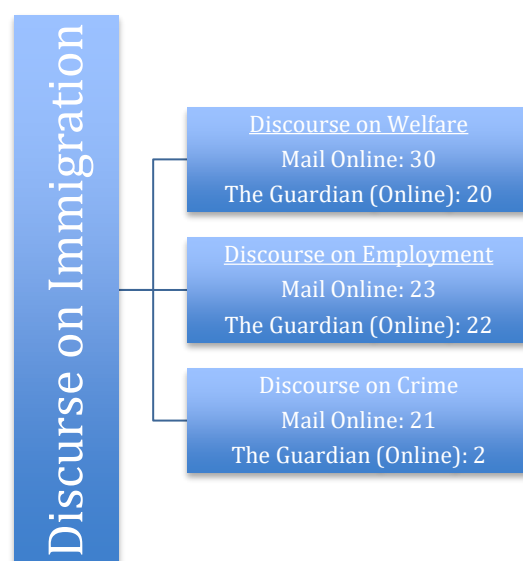 Discurse on Immigration
Discourse on Welfare
Mail Online: 30
The Guardian (Online): 20
Discourse on Employment
Mail Online: 23
The Guardian (Online): 22
Discourse on Crime
Mail Online: 21
The Guardian (Online): 2